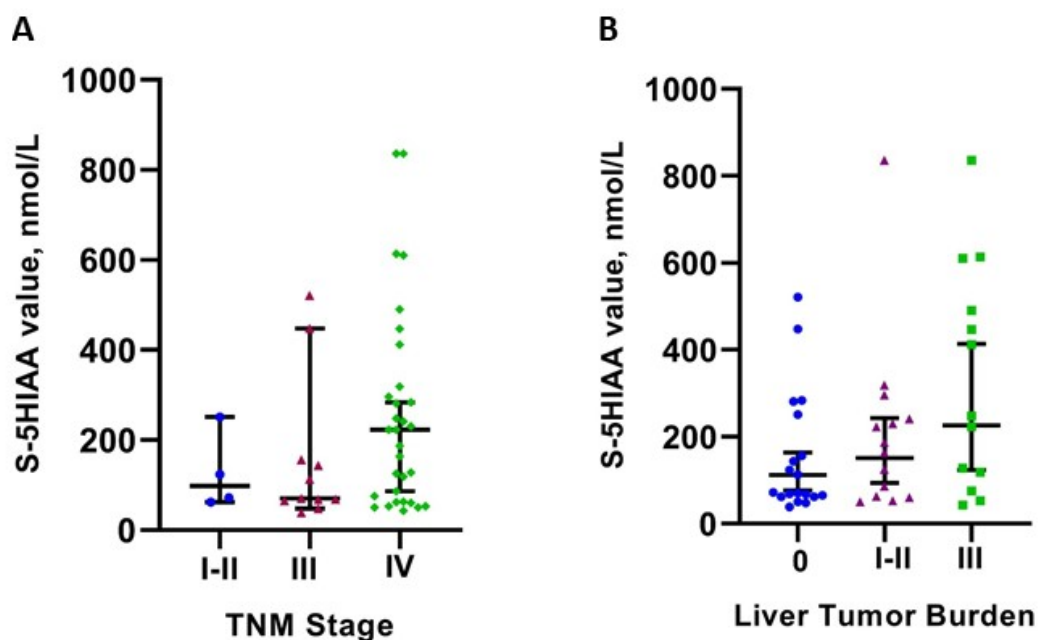 A
S-5HIAA value, nmol/L
1000
800
600
400
200
0
I-II III IV
TNM Stage
B
S-5HIAA value, nmol/L
1000
800
600
400
200
0
0 I-II III
Liver Tumor Burden